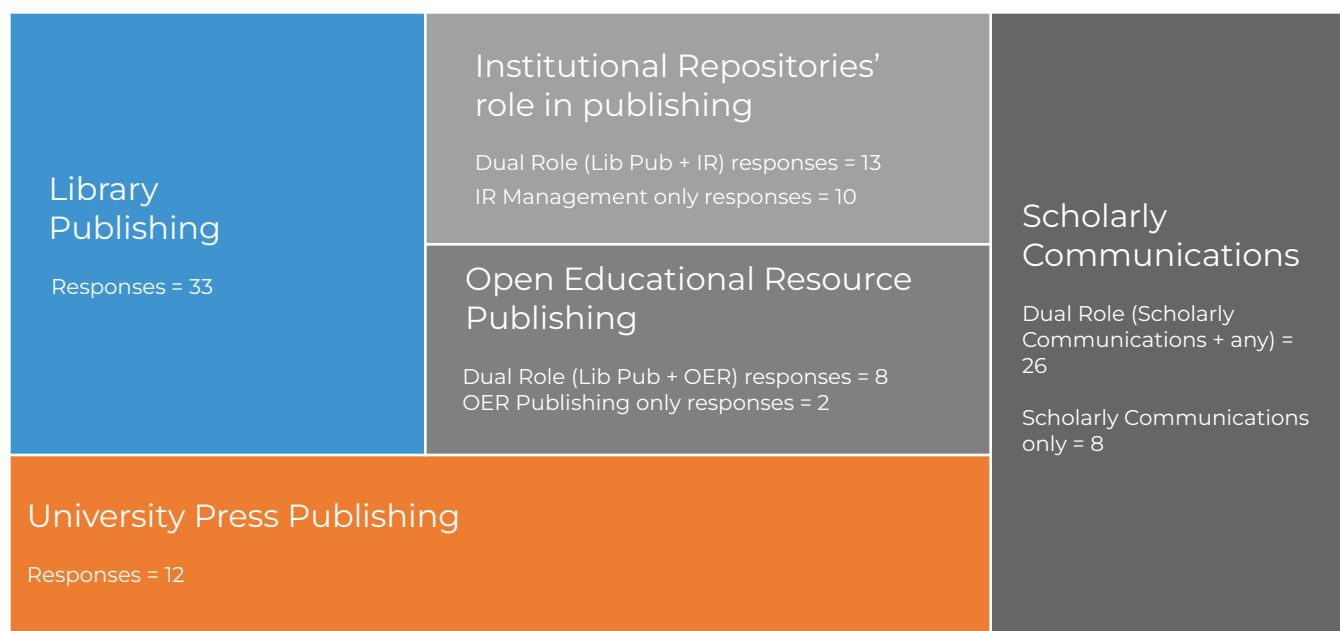 Library
Publishing
Responses = 33
Institutional Repositories’
role in publishing
Dual Role (Lib Pub + IR) responses = 13
IR Management only responses = 10
Open Educational Resource
Publishing
Dual Role (Lib Pub + OER) responses = 8
OER Publishing only responses = 2
Scholarly
Communications
Dual Role (Scholarly
Communications + any) =
26
Scholarly Communications
only = 8
University Press Publishing
Responses = 12